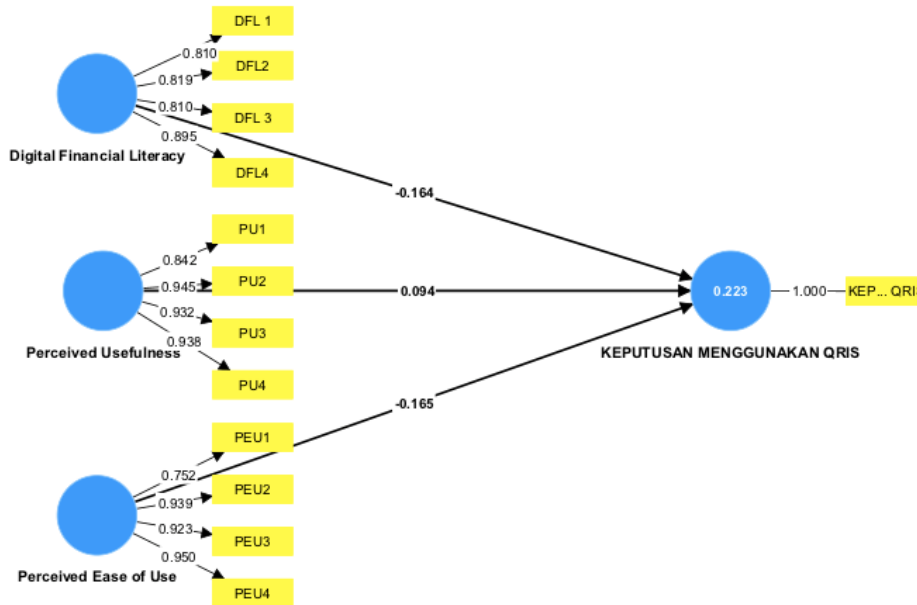 DFL 1
0.810
DFL2
0.819
DFL 3
0.810
DFL4
0.895
Digital Financial Literacy
-0.164
PU1
0.842
PU2
0.945
PU3
0.932
PU4
0.938
Perceived Usefulness
0.094
0.223
1.000
KEP... QRI
KEPUTUSAN MENGGUNAKAN QRIS
-0.165
PEU1
0.752
PEU2
0.939
PEU3
0.923
PEU4
0.950
Perceived Ease of Use